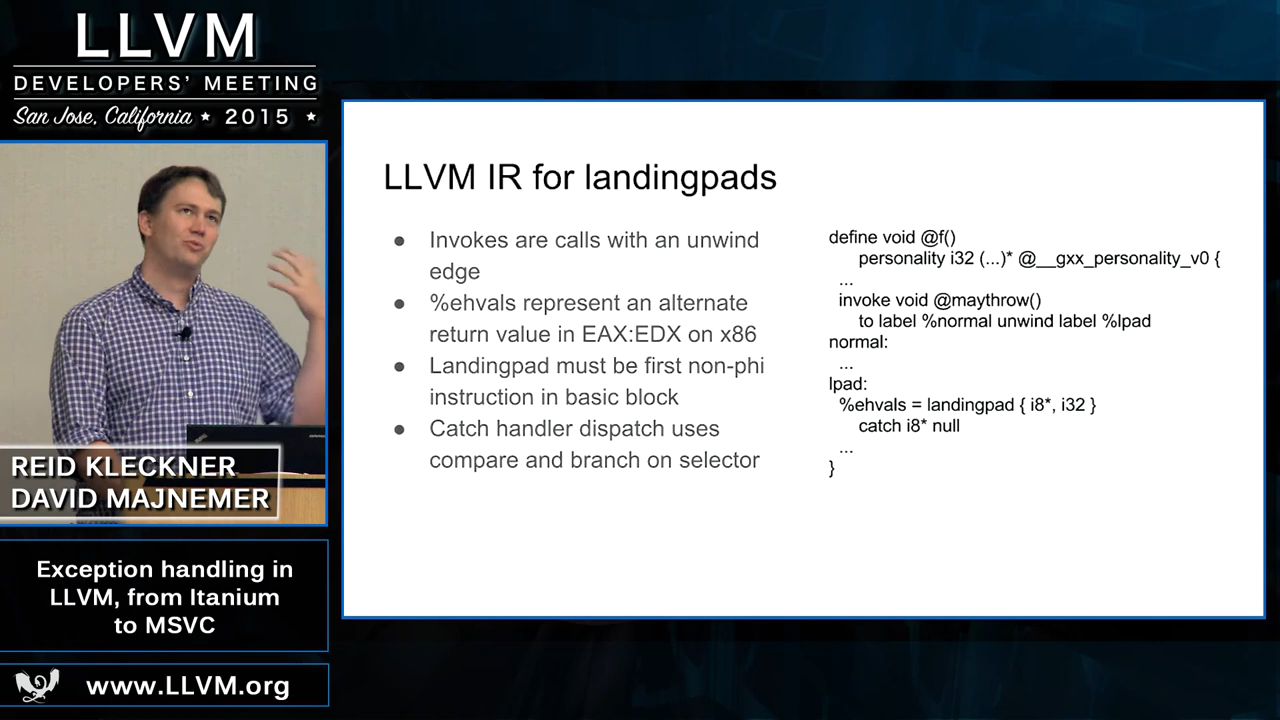 LLVM
DEVELOPERS' MEETING
San Jose, California ★ 2015 ★
REID KLECKNER
DAVID MAJNEMER
Exception handling in
LLVM, from Itanium
to MSVC
www.LLVM.org
LLVM IR for landingpads
● Invokes are calls with an unwind
edge
● %ehvals represent an alternate
return value in EAX:EDX on x86
● Landingpad must be first non-phi
instruction in basic block
● Catch handler dispatch uses
compare and branch on selector
define void @f()
personality i32 (...)* @__gxx_personality_v0 {
...
invoke void @maythrow()
to label %normal unwind label %lpad
normal:
...
lpad:
%ehvals = landingpad { i8*, i32 }
catch i8* null
...
}